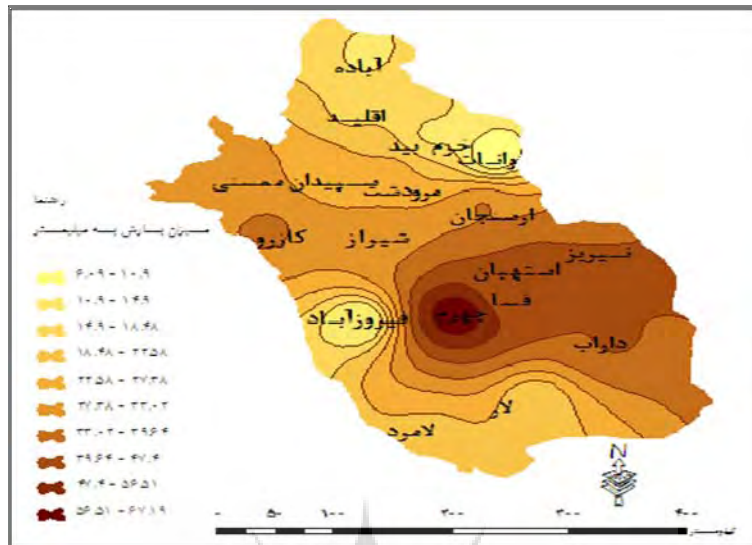 آباده
اقلید
خرم بید
وانات
سپیدان ممسنی
مرودشت
ارسنجان
کازرو
شیراز
نیریز
استهبان
فسا
جهرم
فیروزآباد
داراب
لار
لامرد
راهنما
میزان بارش به میلیمتر
۶.۰۹ - ۱۰.۹
۱۰.۹ - ۱۴.۹
۱۴.۹ - ۱۸.۴۸
۱۸.۴۸ - ۲۲.۵۸
۲۲.۵۸ - ۲۷.۳۸
۲۷.۳۸ - ۳۳.۰۲
۳۳.۰۲ - ۳۹.۶۴
۳۹.۶۴ - ۴۷.۴
۴۷.۴ - ۵۶.۵۱
۵۶.۵۱ - ۶۷.۱۹
N
۰ ۵۰ ۱۰۰ ۲۰۰ ۳۰۰ ۴۰۰
کیلومتر